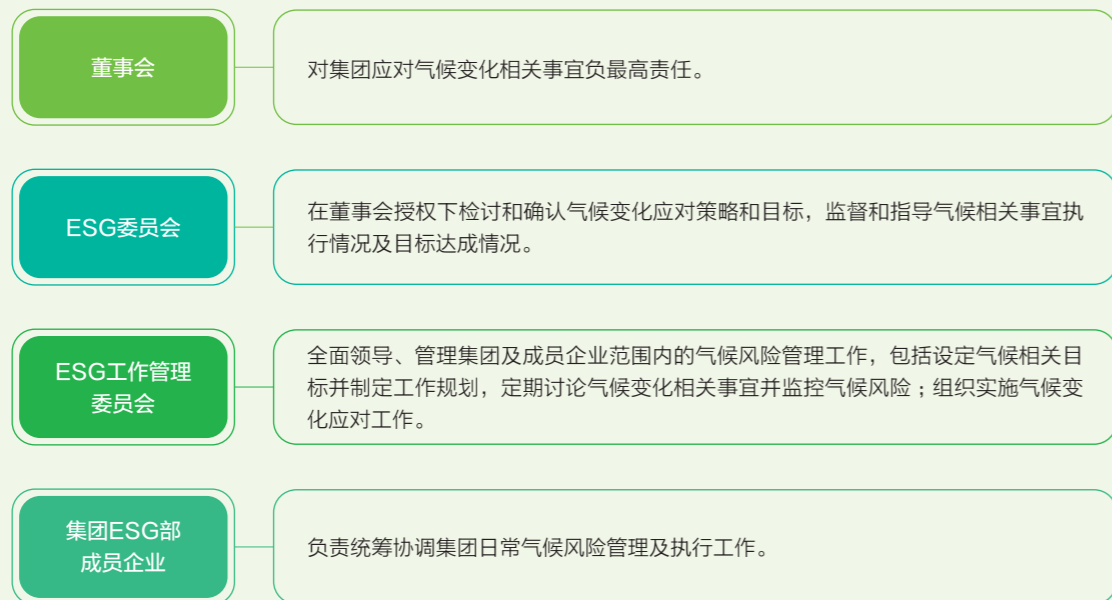 董事会
对集团应对气候变化相关事宜负最高责任。
ESG委员会
在董事会授权下检讨和确认气候变化应对策略和目标，监督和指导气候相关事宜执
行情况及目标达成情况。
ESG工作管理
委员会
全面领导、管理集团及成员企业范围内的气候风险管理工作，包括设定气候相关目
标并制定工作规划，定期讨论气候变化相关事宜并监控气候风险；组织实施气候变
化应对工作。
集团ESG部
成员企业
负责统筹协调集团日常气候风险管理及执行工作。